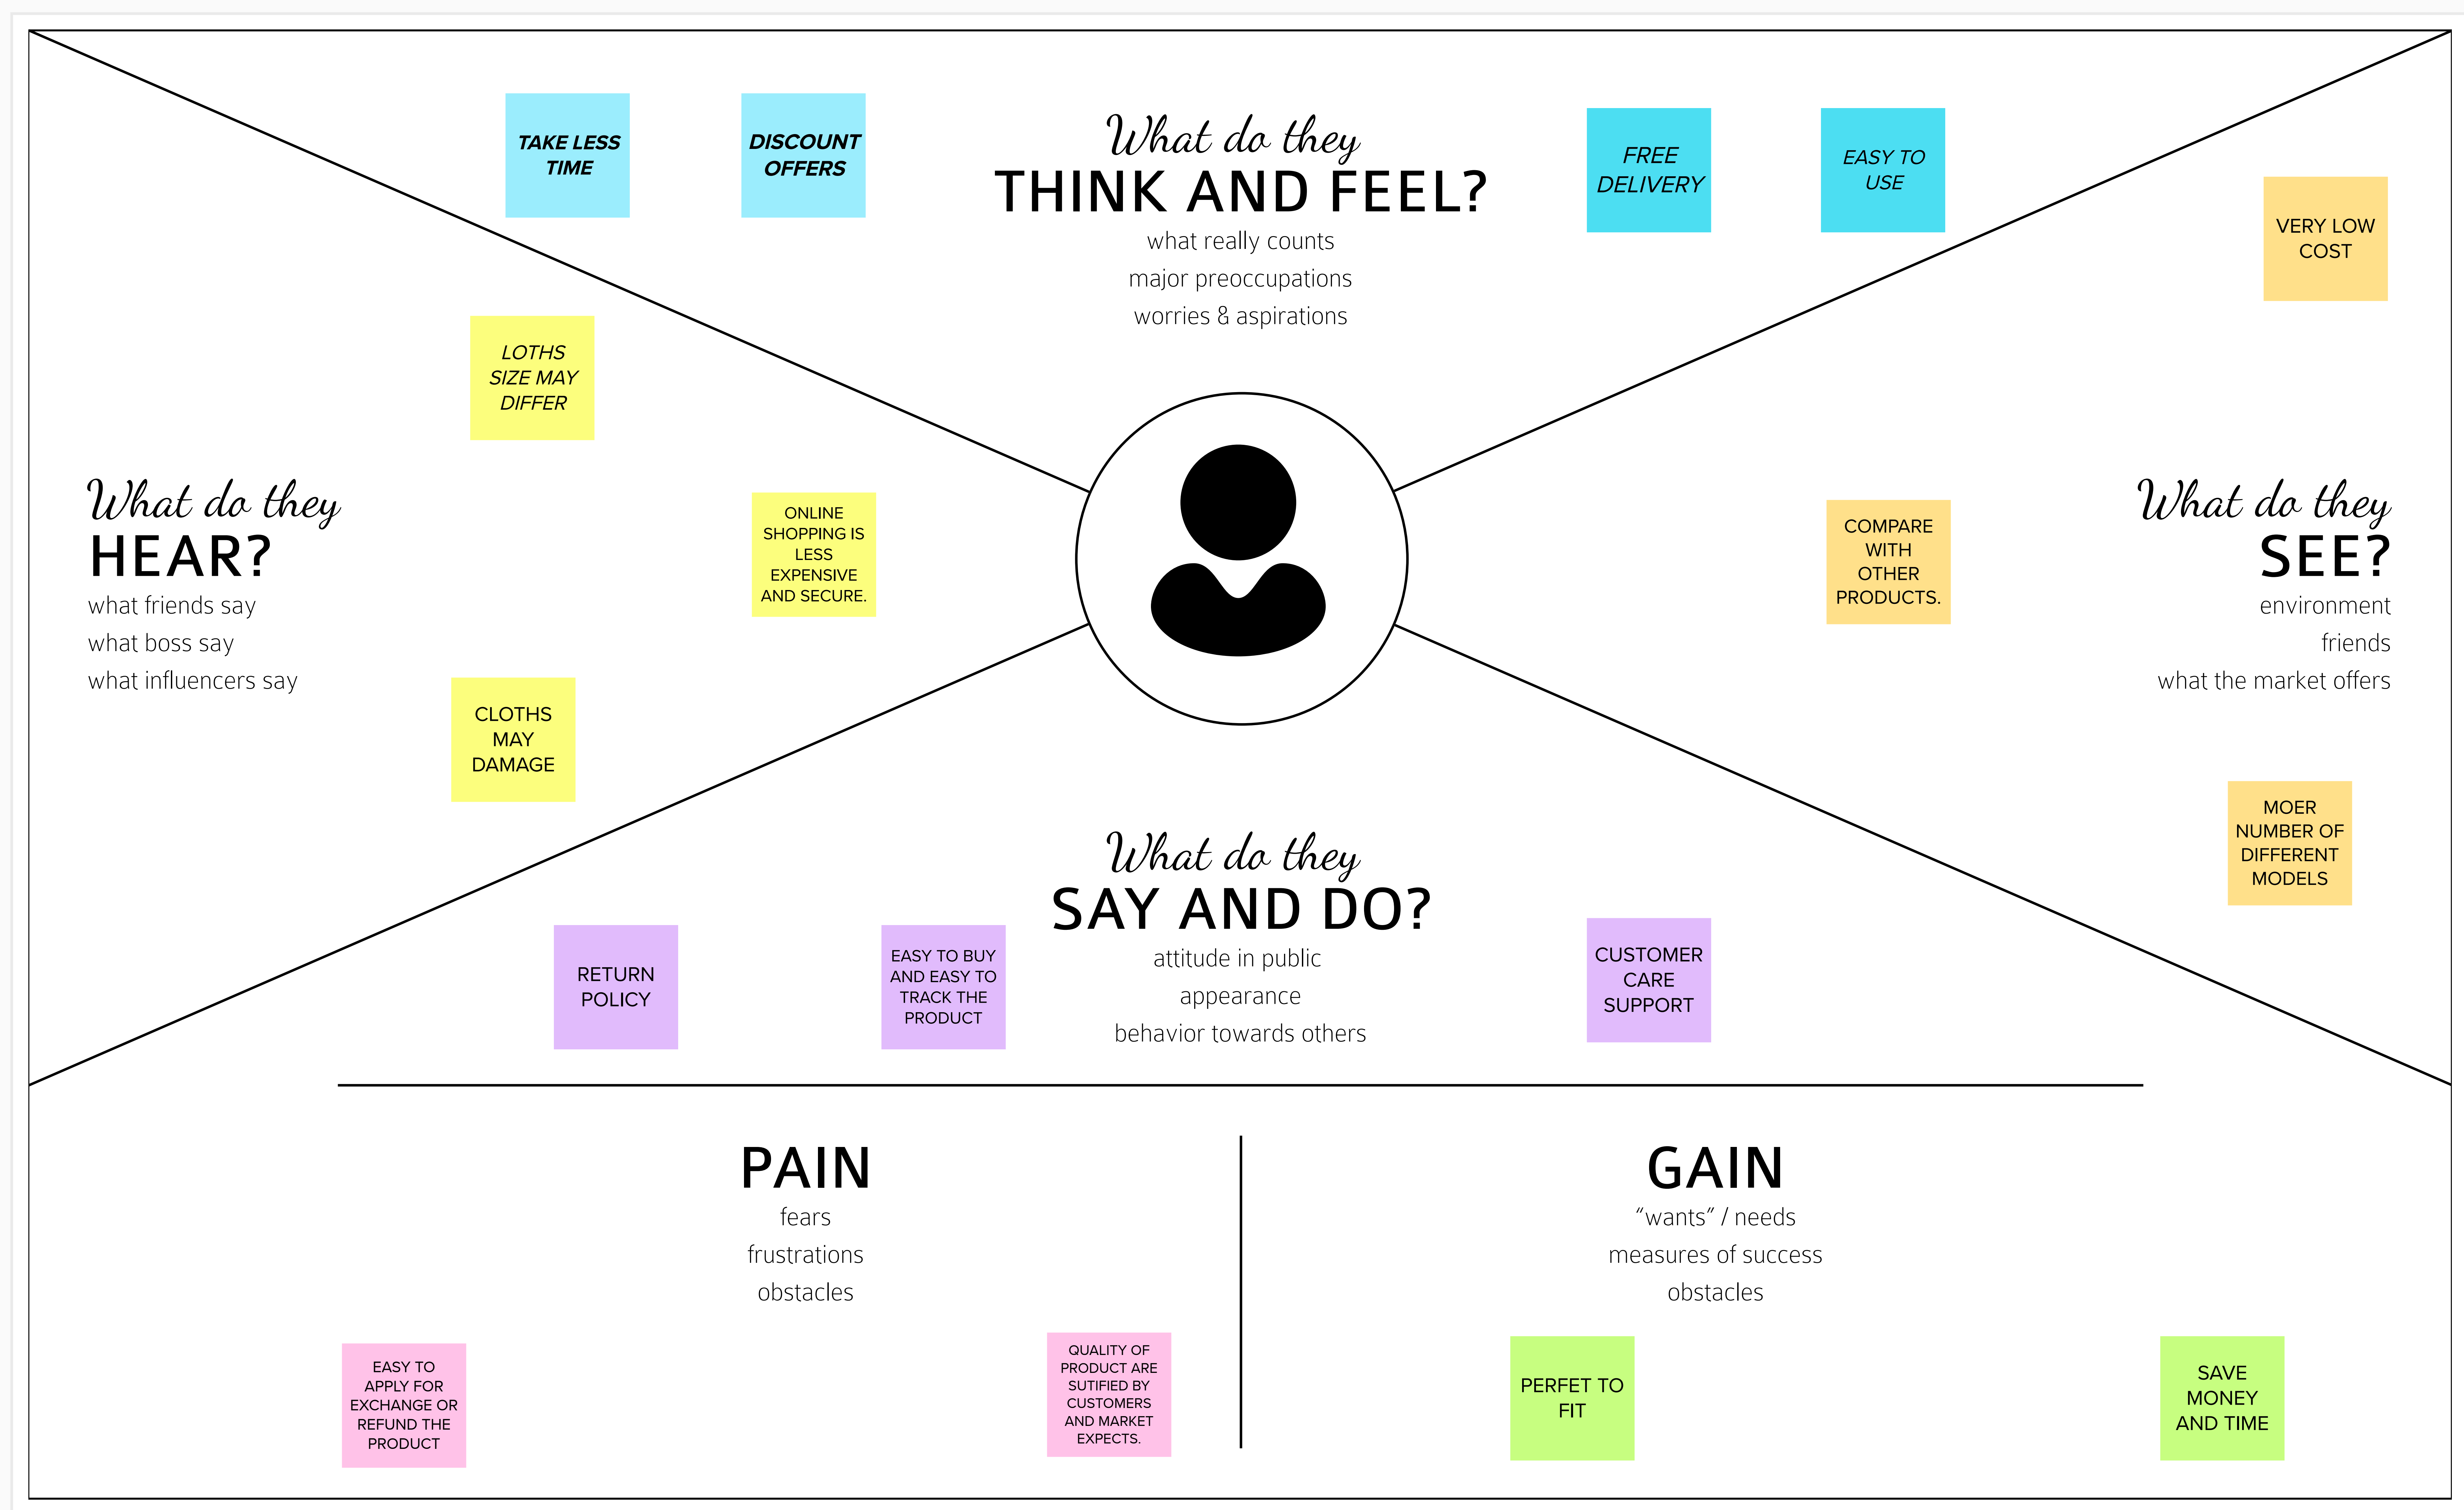 TAKE LESS
TIME
DISCOUNT
OFFERS
What do they
THINK AND FEEL?
what really counts
major preoccupations
worries & aspirations
FREE
DELIVERY
EASY TO
USE
VERY LOW
COST
LOTHS
SIZE MAY
DIFFER
What do they
HEAR?
what friends say
what boss say
what influencers say
ONLINE
SHOPPING IS
LESS
EXPENSIVE
AND SECURE.
CLOTHS
MAY
DAMAGE
COMPARE
WITH
OTHER
PRODUCTS.
What do they
SEE?
environment
friends
what the market offers
MOER
NUMBER OF
DIFFERENT
MODELS
What do they
SAY AND DO?
attitude in public
appearance
behavior towards others
RETURN
POLICY
EASY TO BUY
AND EASY TO
TRACK THE
PRODUCT
CUSTOMER
CARE
SUPPORT
PAIN
fears
frustrations
obstacles
EASY TO
APPLY FOR
EXCHANGE OR
REFUND THE
PRODUCT
QUALITY OF
PRODUCT ARE
SUTIFIED BY
CUSTOMERS
AND MARKET
EXPECTS.
GAIN
“wants” / needs
measures of success
obstacles
PERFET TO
FIT
SAVE
MONEY
AND TIME